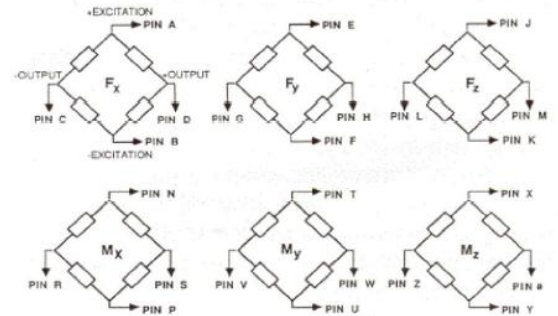 +EXCITATION
PIN A
-OUTPUT
Fx
+OUTPUT
PIN C
PIN D
PIN B
-EXCITATION
PIN E
Fy
PIN G
PIN H
PIN F
PIN J
Fz
PIN L
PIN M
PIN K
PIN N
Mx
PIN R
PIN S
PIN P
PIN T
My
PIN V
PIN W
PIN U
PIN X
Mz
PIN Z
PIN a
PIN Y